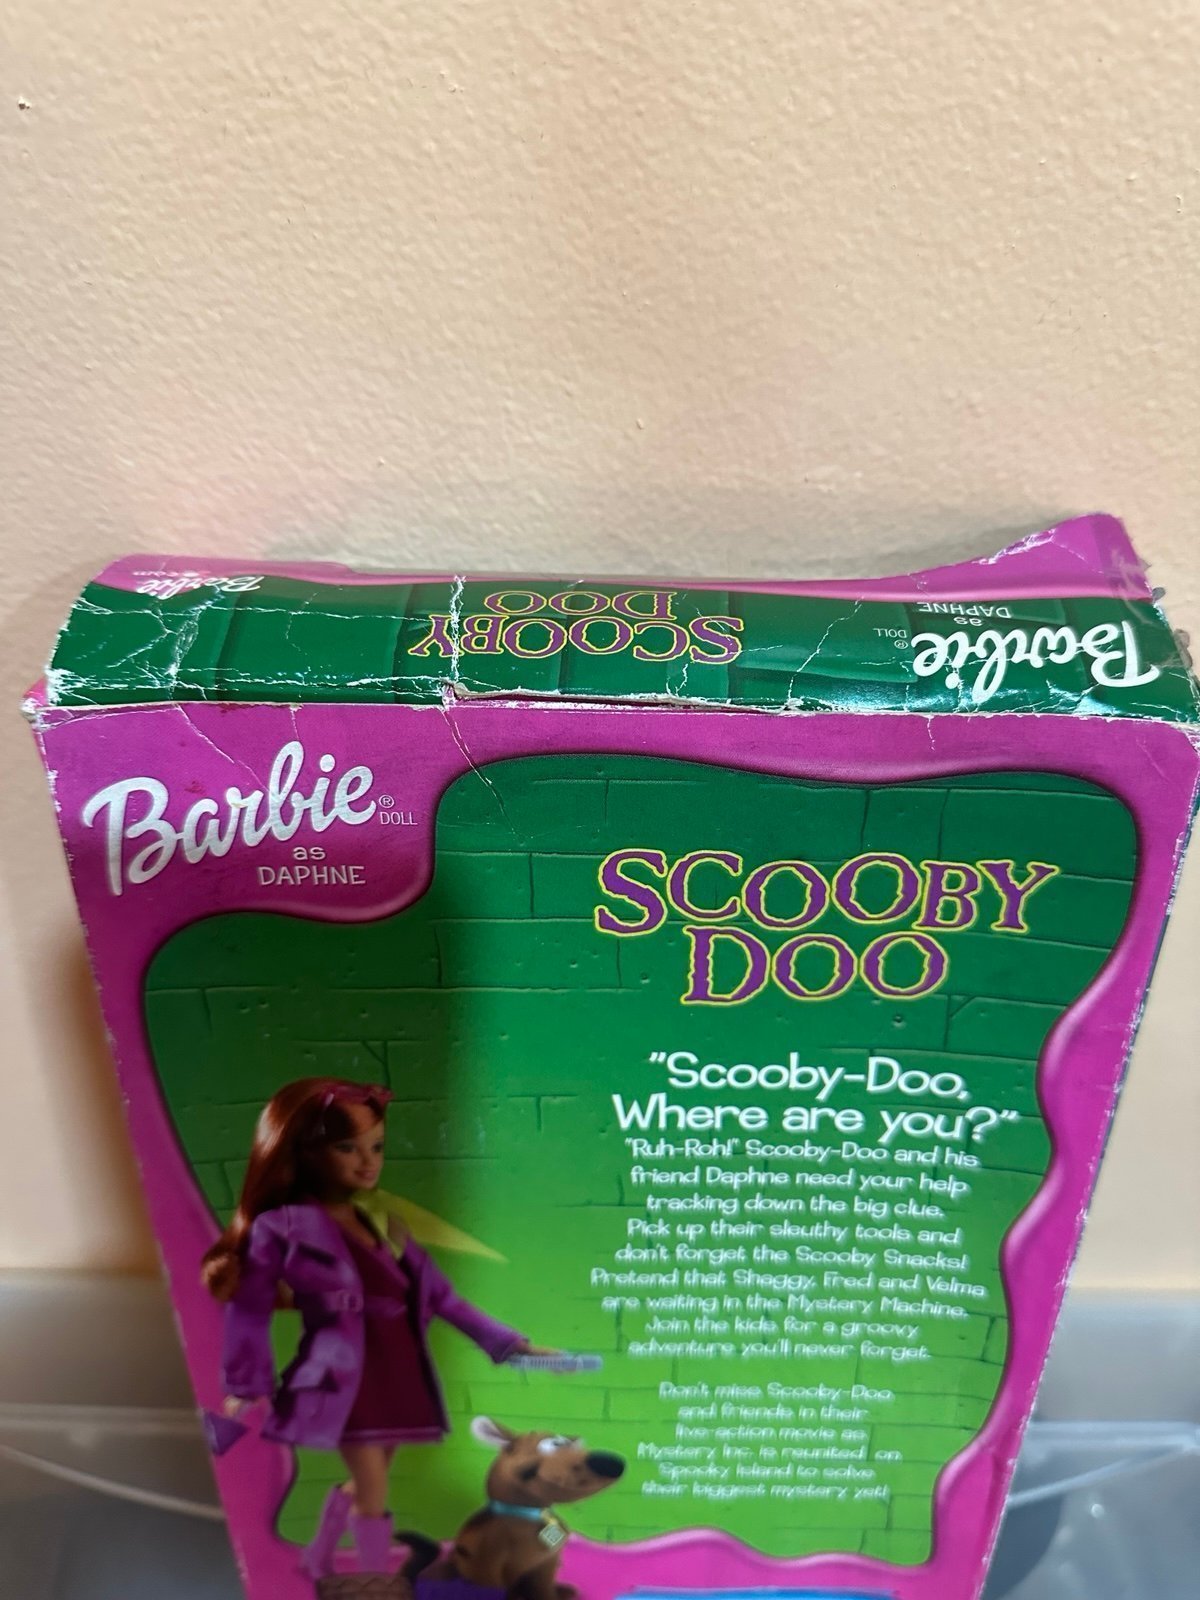 Barbie
.com
SCOOBY
DOO
Barbie
® DOLL
as
DAPHNE
Barbie
® DOLL
as
DAPHNE
SCOOBY
DOO
"Scooby-Doo,
Where are you?"
"Ruh-Roh!" Scooby-Doo and his
friend Daphne need your help
tracking down the big clue.
Pick up their sleuthy tools and
don't forget the Scooby Snacks!
Pretend that Shaggy, Fred and Velma
are waiting in the Mystery Machine.
Join the kids for a groovy
adventure you'll never forget.
Don't miss Scooby-Doo
and friends in their
live-action movie as
Mystery Inc. is reunited on
Spooky Island to solve
their biggest mystery yet!